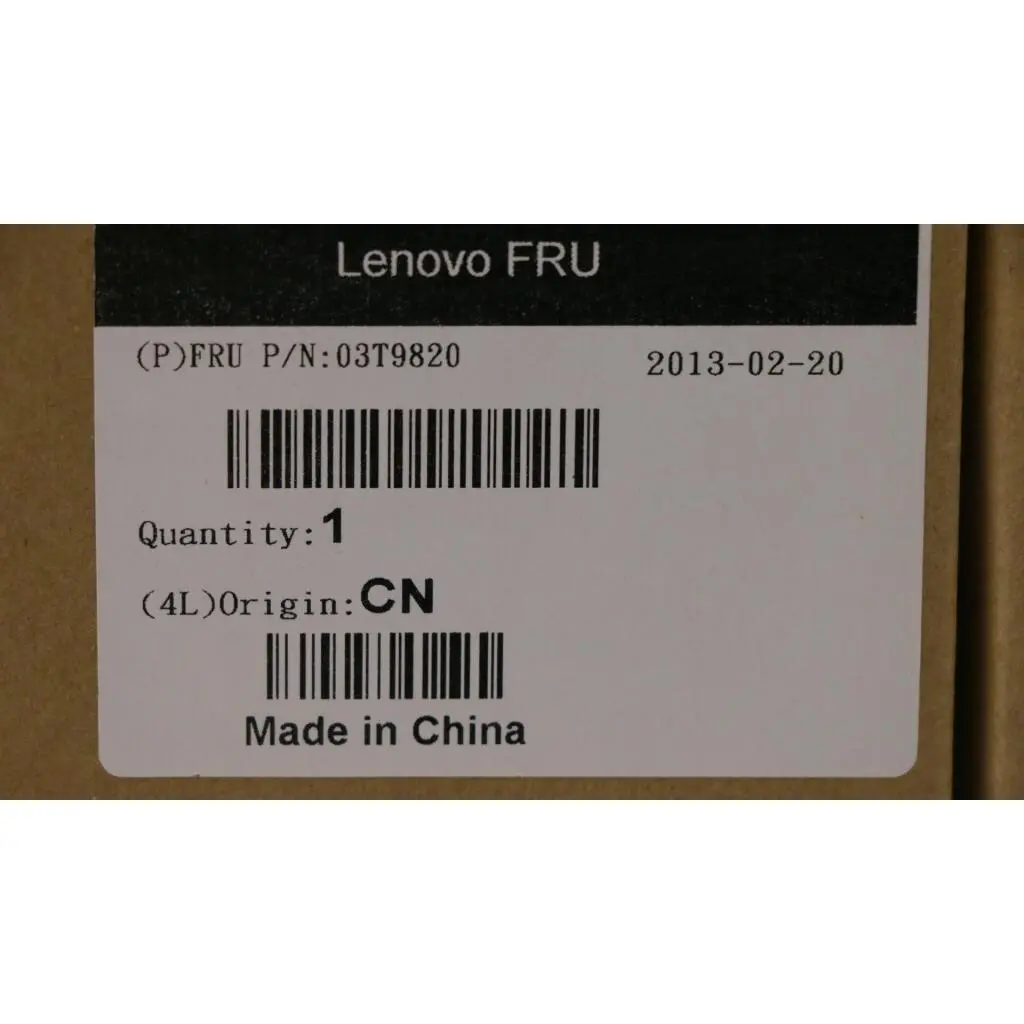 Lenovo FRU
(P)FRU P/N:03T9820 2013-02-20
Quantity:1
(4L)Origin:CN
Made in China